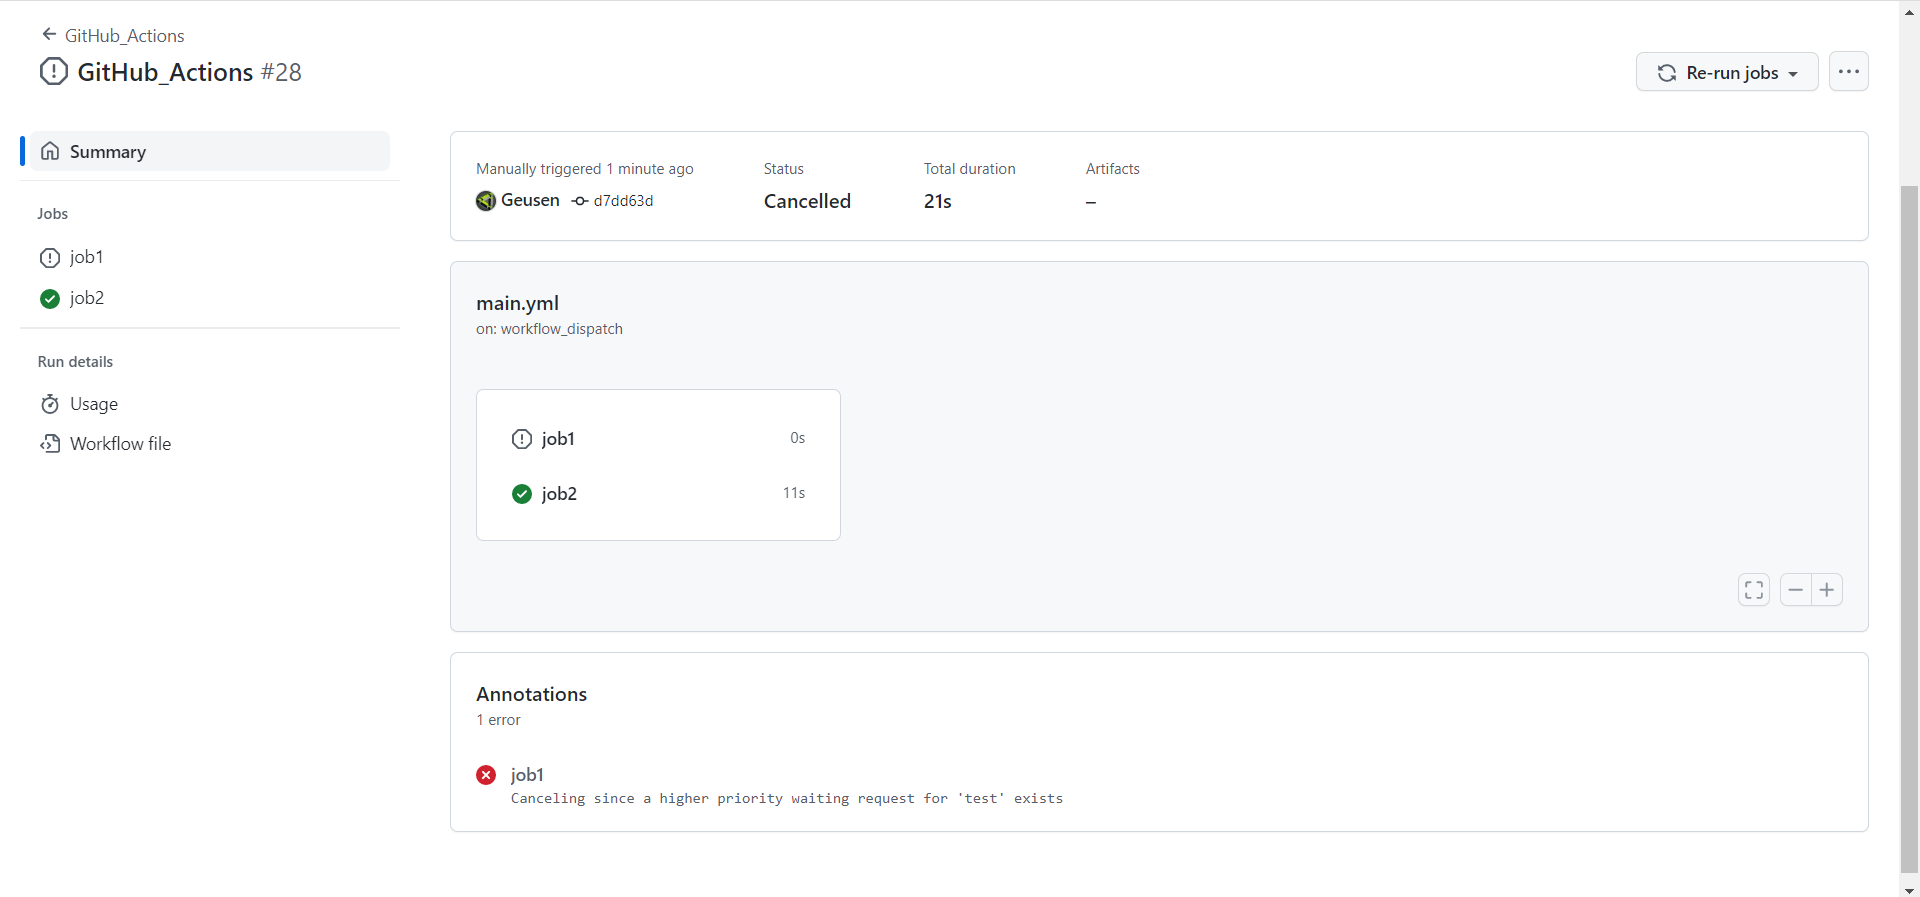 GitHub_Actions
GitHub_Actions #28
Re-run jobs
Summary
Jobs
job1
job2
Run details
Usage
Workflow file
Manually triggered 1 minute ago
Geusen d7dd63d
Status
Cancelled
Total duration
21s
Artifacts
–
main.yml
on: workflow_dispatch
job1 0s
job2 11s
Annotations
1 error
job1
Canceling since a higher priority waiting request for 'test' exists